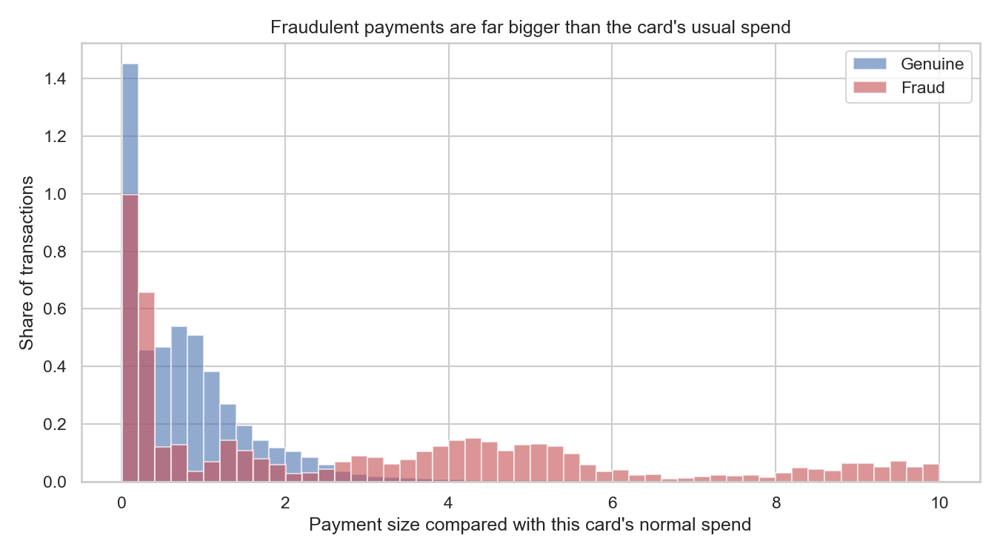 Fraudulent payments are far bigger than the card's usual spend
Genuine
Fraud
Share of transactions
1.4
1.2
1.0
0.8
0.6
0.4
0.2
0.0
0 2 4 6 8 10
Payment size compared with this card's normal spend